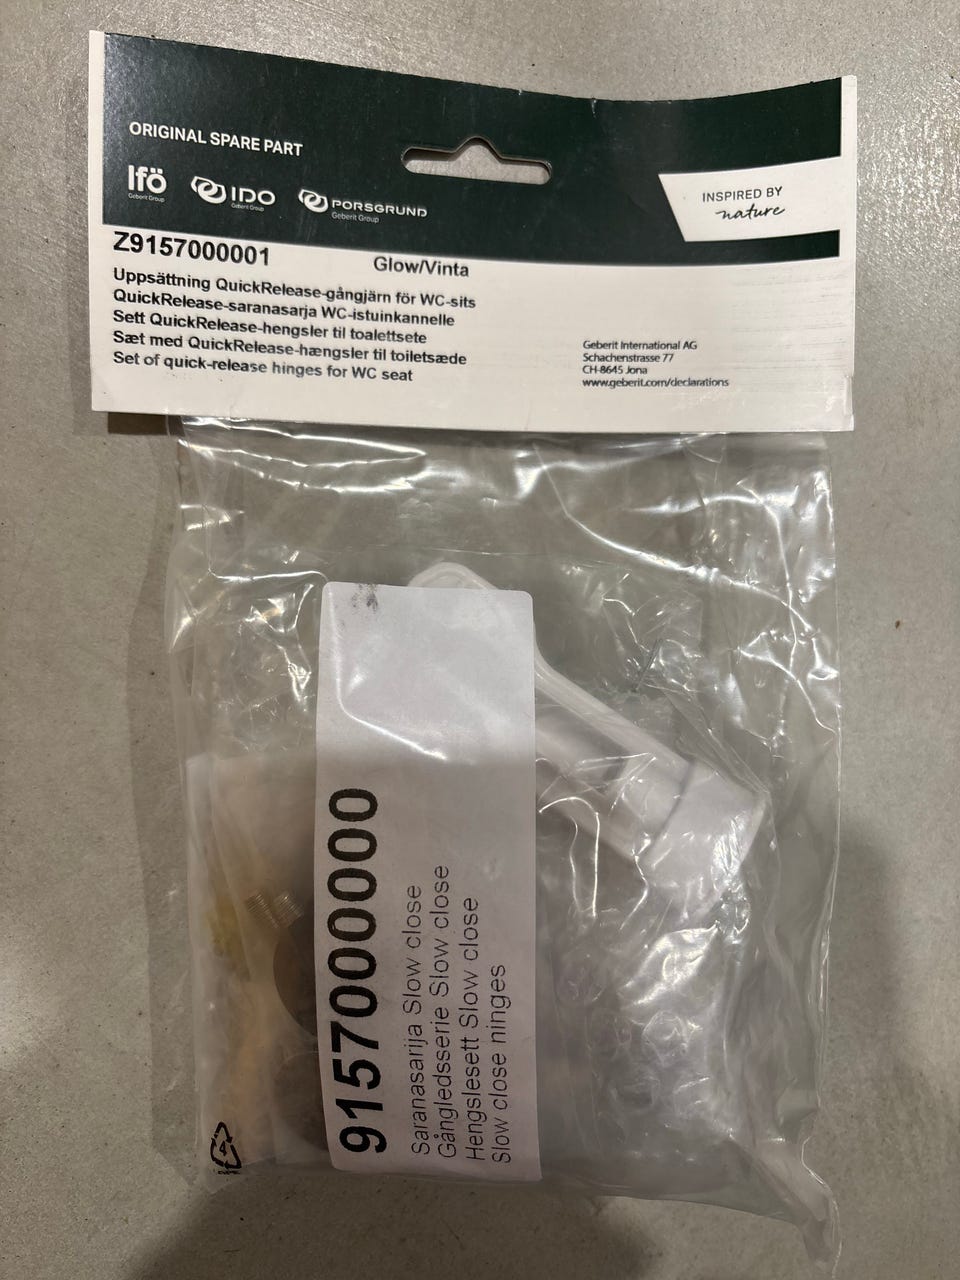 ORIGINAL SPARE PART
Ifö
Geberit Group
IDO
Geberit Group
PORSGRUND
Geberit Group
INSPIRED BY
nature
Z9157000001
Glow/Vinta
Uppsättning QuickRelease-gångjärn för WC-sits
QuickRelease-saranasarja WC-istuinkannelle
Sett QuickRelease-hengsler til toalettsete
Sæt med QuickRelease-hængsler til toiletsæde
Set of quick-release hinges for WC seat
Geberit International AG
Schachenstrasse 77
CH-8645 Jona
www.geberit.com/declarations
9157000000
Saranasarija Slow close
Gångledsserie Slow close
Hengslesett Slow close
Slow close ninges
4